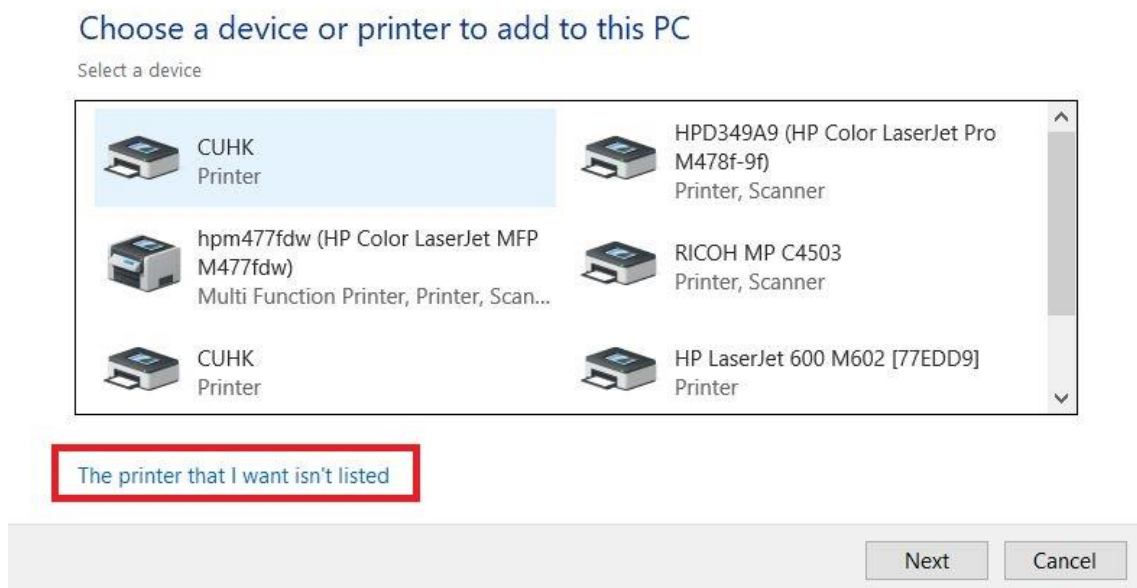 Choose a device or printer to add to this PC
Select a device
CUHK
Printer
HPD349A9 (HP Color LaserJet Pro
M478f-9f)
Printer, Scanner
hpm477fdw (HP Color LaserJet MFP
M477fdw)
Multi Function Printer, Printer, Scan...
RICOH MP C4503
Printer, Scanner
CUHK
Printer
HP LaserJet 600 M602 [77EDD9]
Printer
The printer that I want isn't listed
Next
Cancel